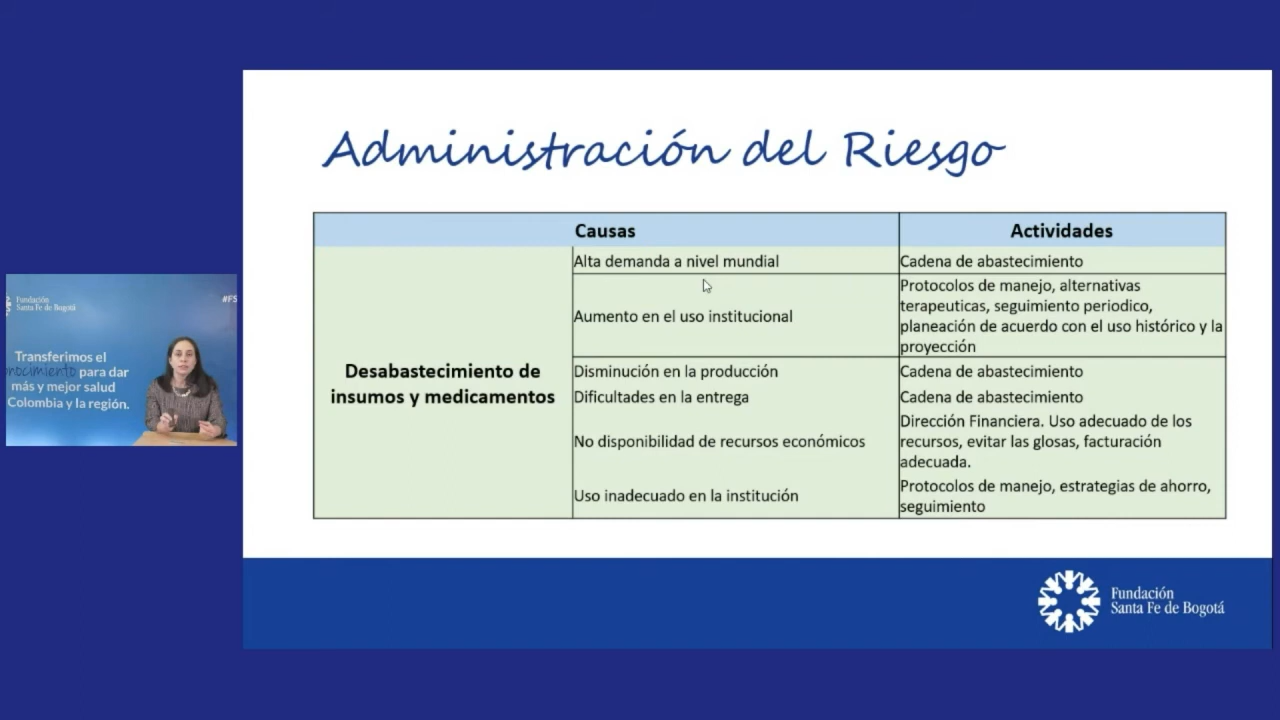 Administración del Riesgo
Causas
Actividades
Desabastecimiento de
insumos y medicamentos
Alta demanda a nivel mundial
Cadena de abastecimiento
Aumento en el uso institucional
Protocolos de manejo, alternativas
terapeuticas, seguimiento periodico,
planeación de acuerdo con el uso histórico y la
proyección
Disminución en la producción
Cadena de abastecimiento
Dificultades en la entrega
Cadena de abastecimiento
No disponibilidad de recursos económicos
Dirección Financiera. Uso adecuado de los
recursos, evitar las glosas, facturación
adecuada.
Uso inadecuado en la institución
Protocolos de manejo, estrategias de ahorro,
seguimiento
Fundación
Santa Fe de Bogotá
Fundación
Santa Fe de Bogotá
#FS
Transferimos el
onocimiento para dar
más y mejor salud
Colombia y la región.